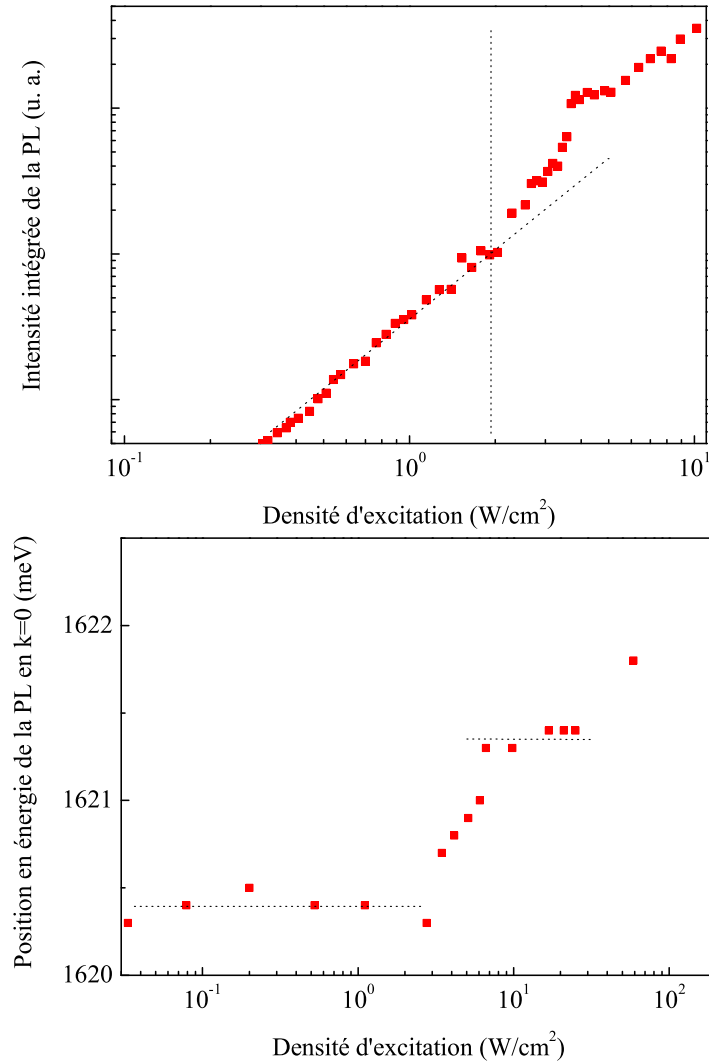 Intensité intégrée de la PL (u. a.)
10^-1 10^0 10^1
Densité d'excitation (W/cm^2)
Position en énergie de la PL en k=0 (meV)
1622
1621
1620
10^-1 10^0 10^1 10^2
Densité d'excitation (W/cm^2)